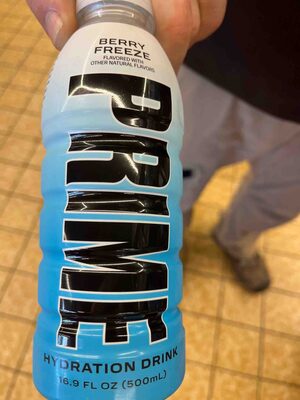 BERRY
FREEZE
FLAVORED WITH
OTHER NATURAL FLAVORS
PRIME
HYDRATION DRINK
16.9 FL OZ (500mL)